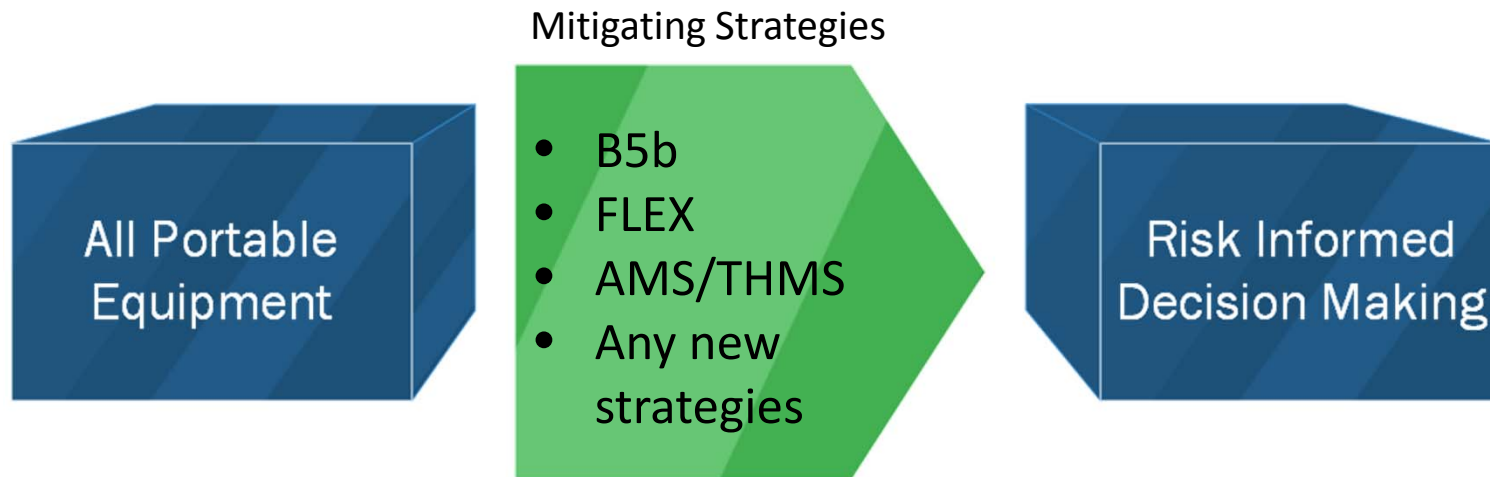 Mitigating Strategies
All Portable
Equipment
• B5b
• FLEX
• AMS/THMS
• Any new
strategies
Risk Informed
Decision Making